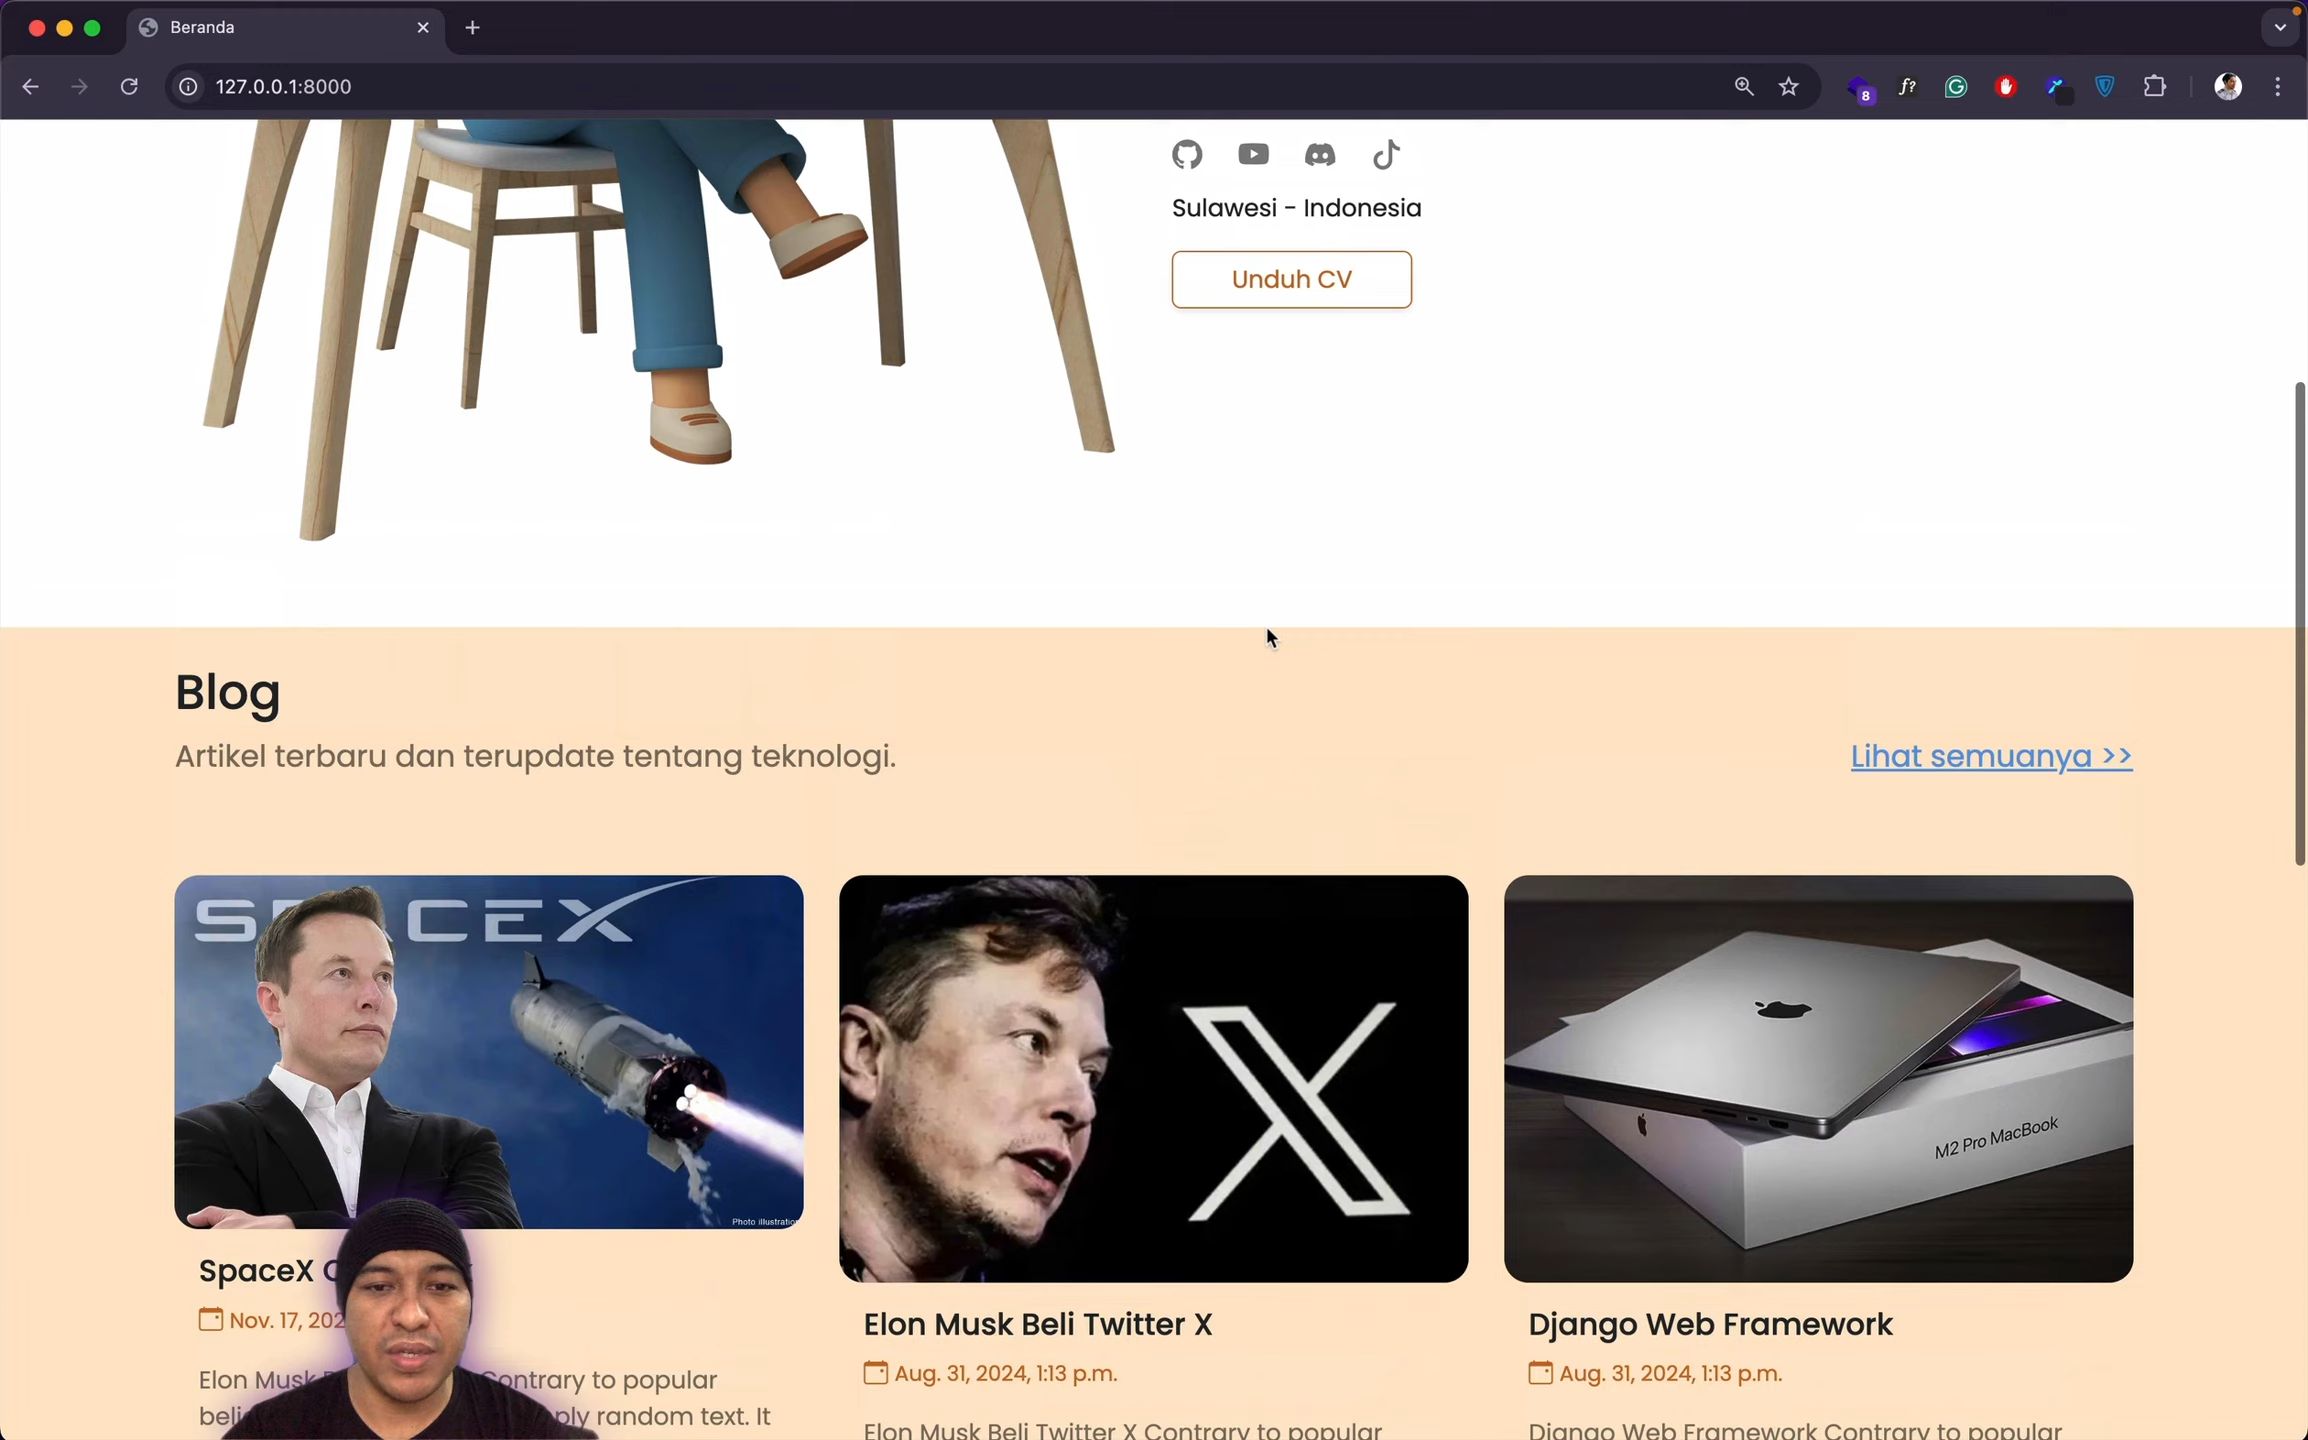 Beranda
127.0.0.1:8000
8
f?
Sulawesi - Indonesia
Unduh CV
Blog
Artikel terbaru dan terupdate tentang teknologi.
Lihat semuanya >>
CEX
Photo illustration
M2 Pro MacBook
SpaceX
Elon Musk Beli Twitter X
Django Web Framework
Nov. 17, 202
Aug. 31, 2024, 1:13 p.m.
Aug. 31, 2024, 1:13 p.m.
Elon Musk Contrary to popular
random text. It
Elon Musk Beli Twitter X Contrary to popular
Django Web Framework Contrary to popular